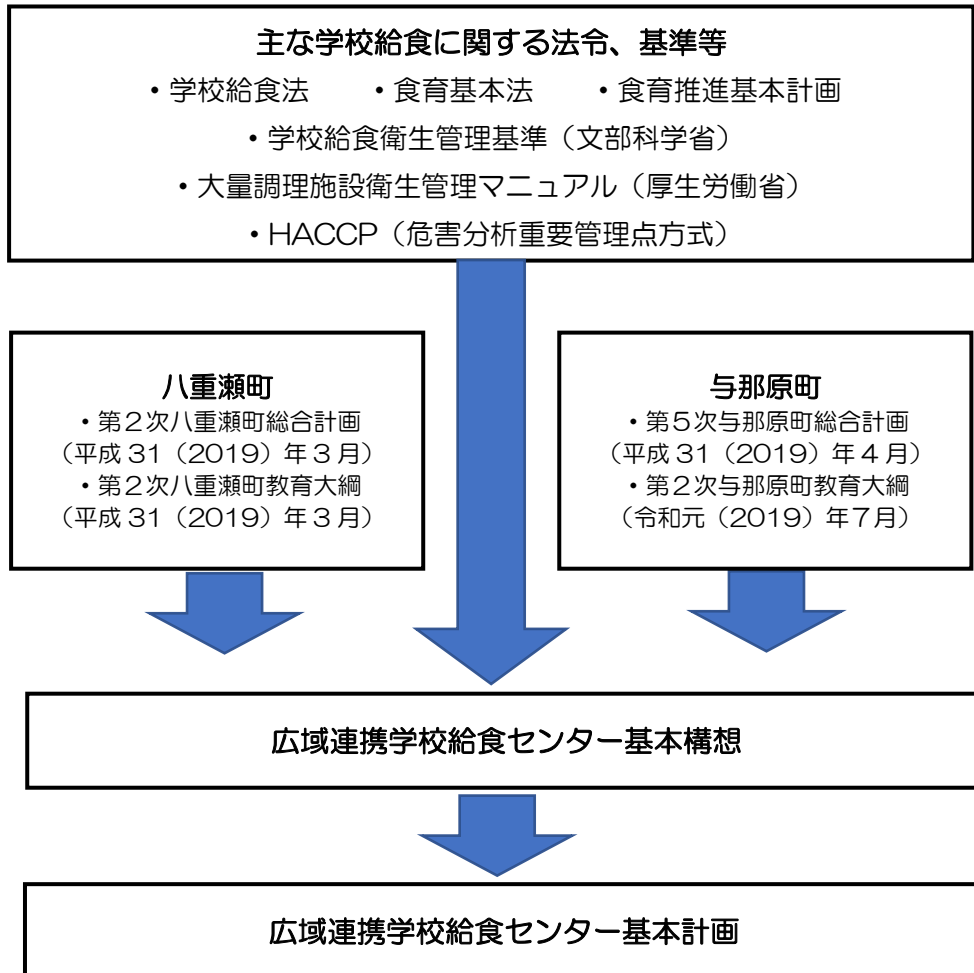 主な学校給食に関する法令、基準等
・学校給食法　・食育基本法　・食育推進基本計画
・学校給食衛生管理基準（文部科学省）
・大量調理施設衛生管理マニュアル（厚生労働省）
・HACCP（危害分析重要管理点方式）
八重瀬町
・第２次八重瀬町総合計画
（平成 31（2019）年３月）
・第２次八重瀬町教育大綱
（平成 31（2019）年３月）
与那原町
・第５次与那原町総合計画
（平成 31（2019）年 4 月）
・第２次与那原町教育大綱
（令和元（2019）年７月）
広域連携学校給食センター基本構想
広域連携学校給食センター基本計画